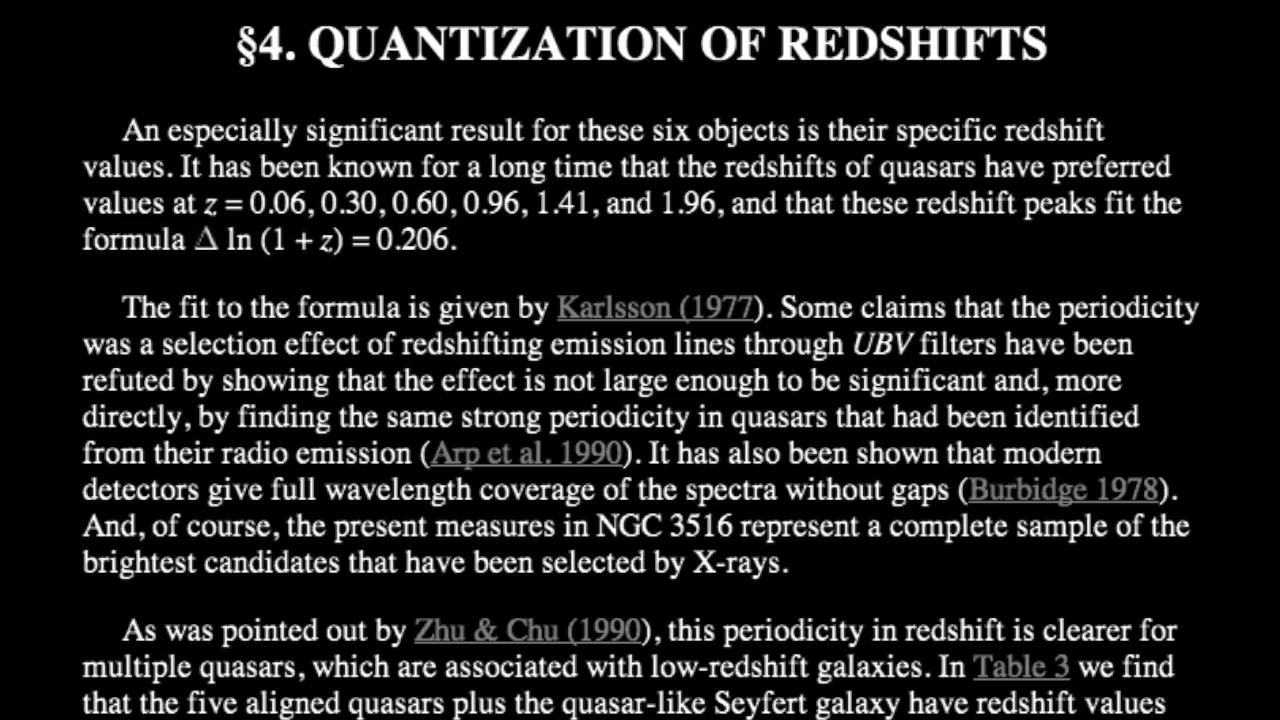 §4. QUANTIZATION OF REDSHIFTS
An especially significant result for these six objects is their specific redshift
values. It has been known for a long time that the redshifts of quasars have preferred
values at z = 0.06, 0.30, 0.60, 0.96, 1.41, and 1.96, and that these redshift peaks fit the
formula Δ ln (1 + z) = 0.206.
The fit to the formula is given by Karlsson (1977). Some claims that the periodicity
was a selection effect of redshifting emission lines through UBV filters have been
refuted by showing that the effect is not large enough to be significant and, more
directly, by finding the same strong periodicity in quasars that had been identified
from their radio emission (Arp et al. 1990). It has also been shown that modern
detectors give full wavelength coverage of the spectra without gaps (Burbidge 1978).
And, of course, the present measures in NGC 3516 represent a complete sample of the
brightest candidates that have been selected by X-rays.
As was pointed out by Zhu & Chu (1990), this periodicity in redshift is clearer for
multiple quasars, which are associated with low-redshift galaxies. In Table 3 we find
that the five aligned quasars plus the quasar-like Seyfert galaxy have redshift values